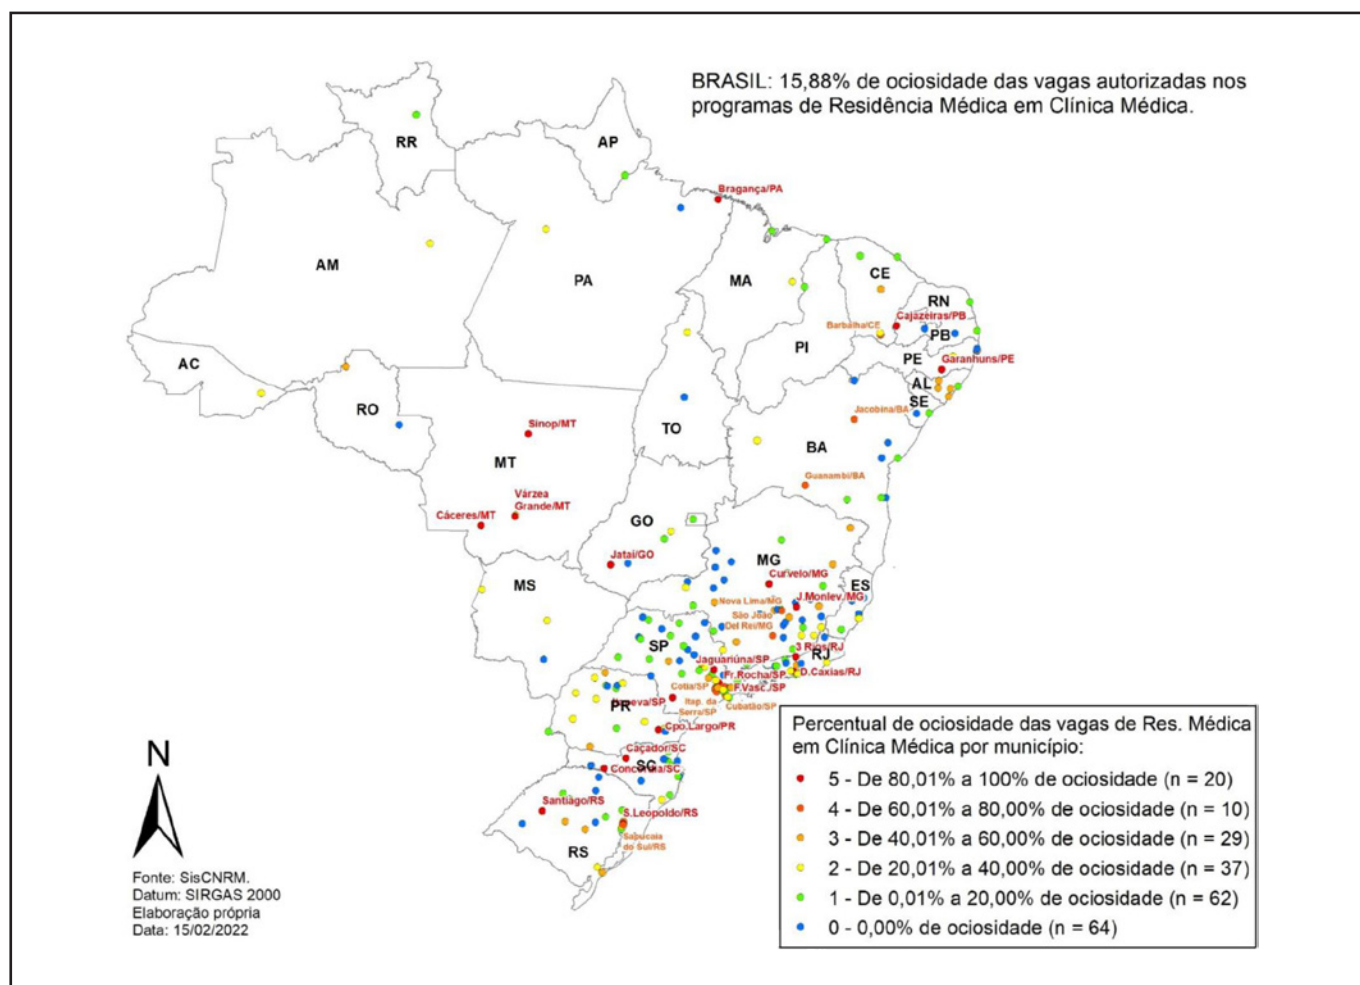 BRASIL: 15,88% de ociosidade das vagas autorizadas nos
programas de Residência Médica em Clínica Médica.
RR
AP
Bragança/PA
AM
PA
MA
CE
RN
Cajazeiras/PB
Barbalha/CE
PB
PI
PE
Garanhuns/PE
AC
AL
SE
RO
TO
Jacobina/BA
Sinop/MT
BA
MT
Guanambi/BA
Várzea
Grande/MT
Cáceres/MT
GO
Jataí/GO
MG
Curvelo/MG
ES
MS
Nova Lima/MG
J.Monlev./MG
São João
Del Rei/MG
SP
3 Rios/RJ
RJ
Jaguariúna/SP
Fr.Rocha/SP
D.Caxias/RJ
Cotia/SP
F.Vasc./SP
Itap. da
Serra/SP
Cubatão/SP
PR
Cpo.Largo/PR
Caçador/SC
SC
Concórdia/SC
Santiago/RS
S.Leopoldo/RS
Sapucaia
do Sul/RS
RS
N
Fonte: SisCNRM.
Datum: SIRGAS 2000
Elaboração própria
Data: 15/02/2022
Percentual de ociosidade das vagas de Res. Médica
em Clínica Médica por município:
5 - De 80,01% a 100% de ociosidade (n = 20)
4 - De 60,01% a 80,00% de ociosidade (n = 10)
3 - De 40,01% a 60,00% de ociosidade (n = 29)
2 - De 20,01% a 40,00% de ociosidade (n = 37)
1 - De 0,01% a 20,00% de ociosidade (n = 62)
0 - 0,00% de ociosidade (n = 64)